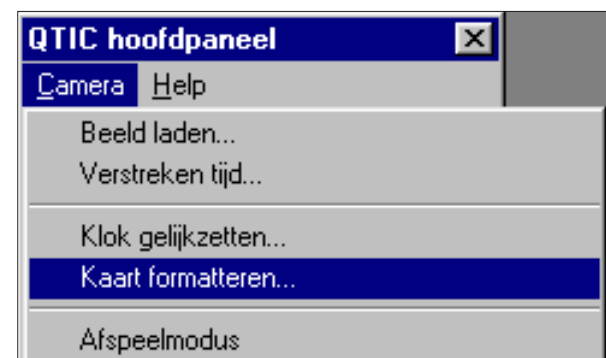 QTIC hoofdpaneel
Camera Help
Beeld laden...
Verstreken tijd...
Klok gelijkzetten...
Kaart formatteren...
Afspeelmodus